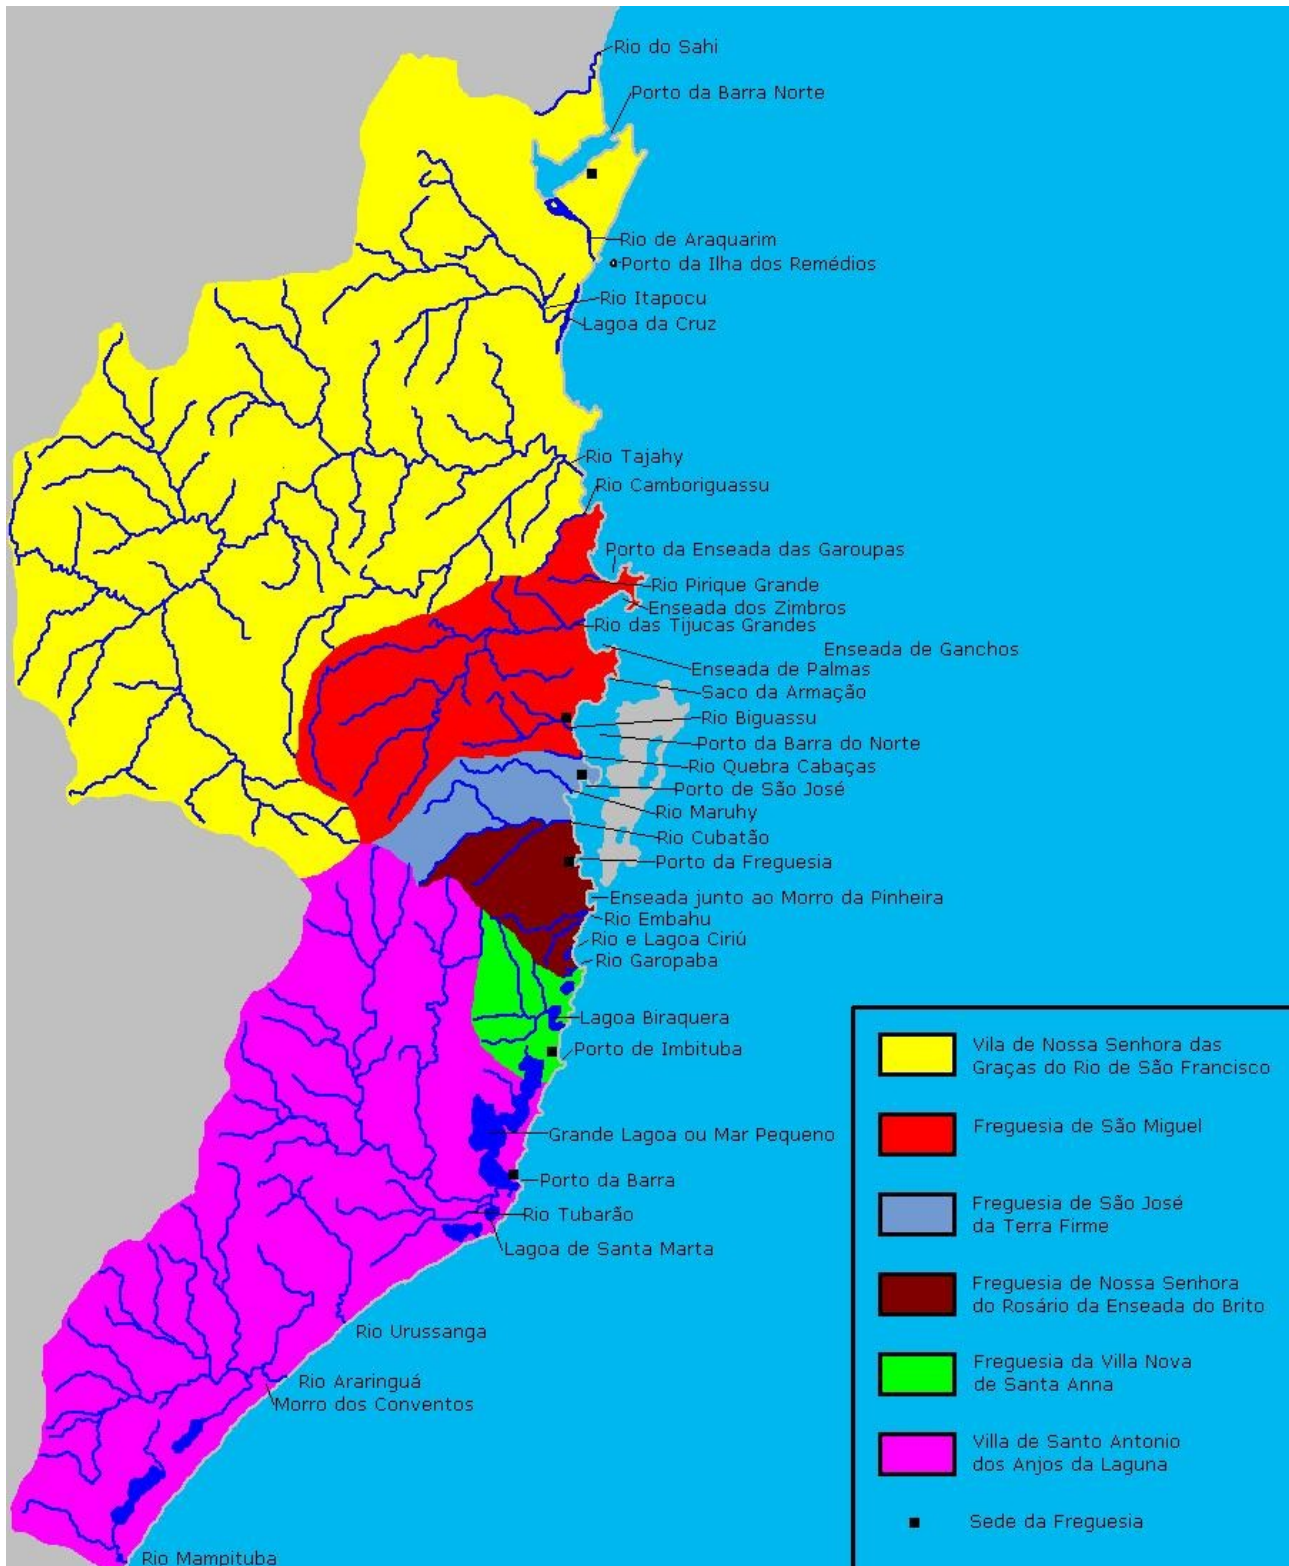 Rio do Sahi
Porto da Barra Norte
Rio de Araquarim
Porto da Ilha dos Remédios
Rio Itapocu
Lagoa da Cruz
Rio Tajahy
Rio Camboriguassu
Porto da Enseada das Garoupas
Rio Pirique Grande
Enseada dos Zimbros
Rio das Tijucas Grandes
Enseada de Ganchos
Enseada de Palmas
Saco da Armação
Rio Biguassu
Porto da Barra do Norte
Rio Quebra Cabaças
Porto de São José
Rio Maruhy
Rio Cubatão
Porto da Freguesia
Enseada junto ao Morro da Pinheira
Rio Embahu
Rio e Lagoa Ciriú
Rio Garopaba
Lagoa Biraquera
Porto de Imbituba
Grande Lagoa ou Mar Pequeno
Porto da Barra
Rio Tubarão
Lagoa de Santa Marta
Rio Urussanga
Rio Araringuá
Morro dos Conventos
Rio Mampituba
Vila de Nossa Senhora das
Graças do Rio de São Francisco
Freguesia de São Miguel
Freguesia de São José
da Terra Firme
Freguesia de Nossa Senhora
do Rosário da Enseada do Brito
Freguesia da Villa Nova
de Santa Anna
Villa de Santo Antonio
dos Anjos da Laguna
Sede da Freguesia